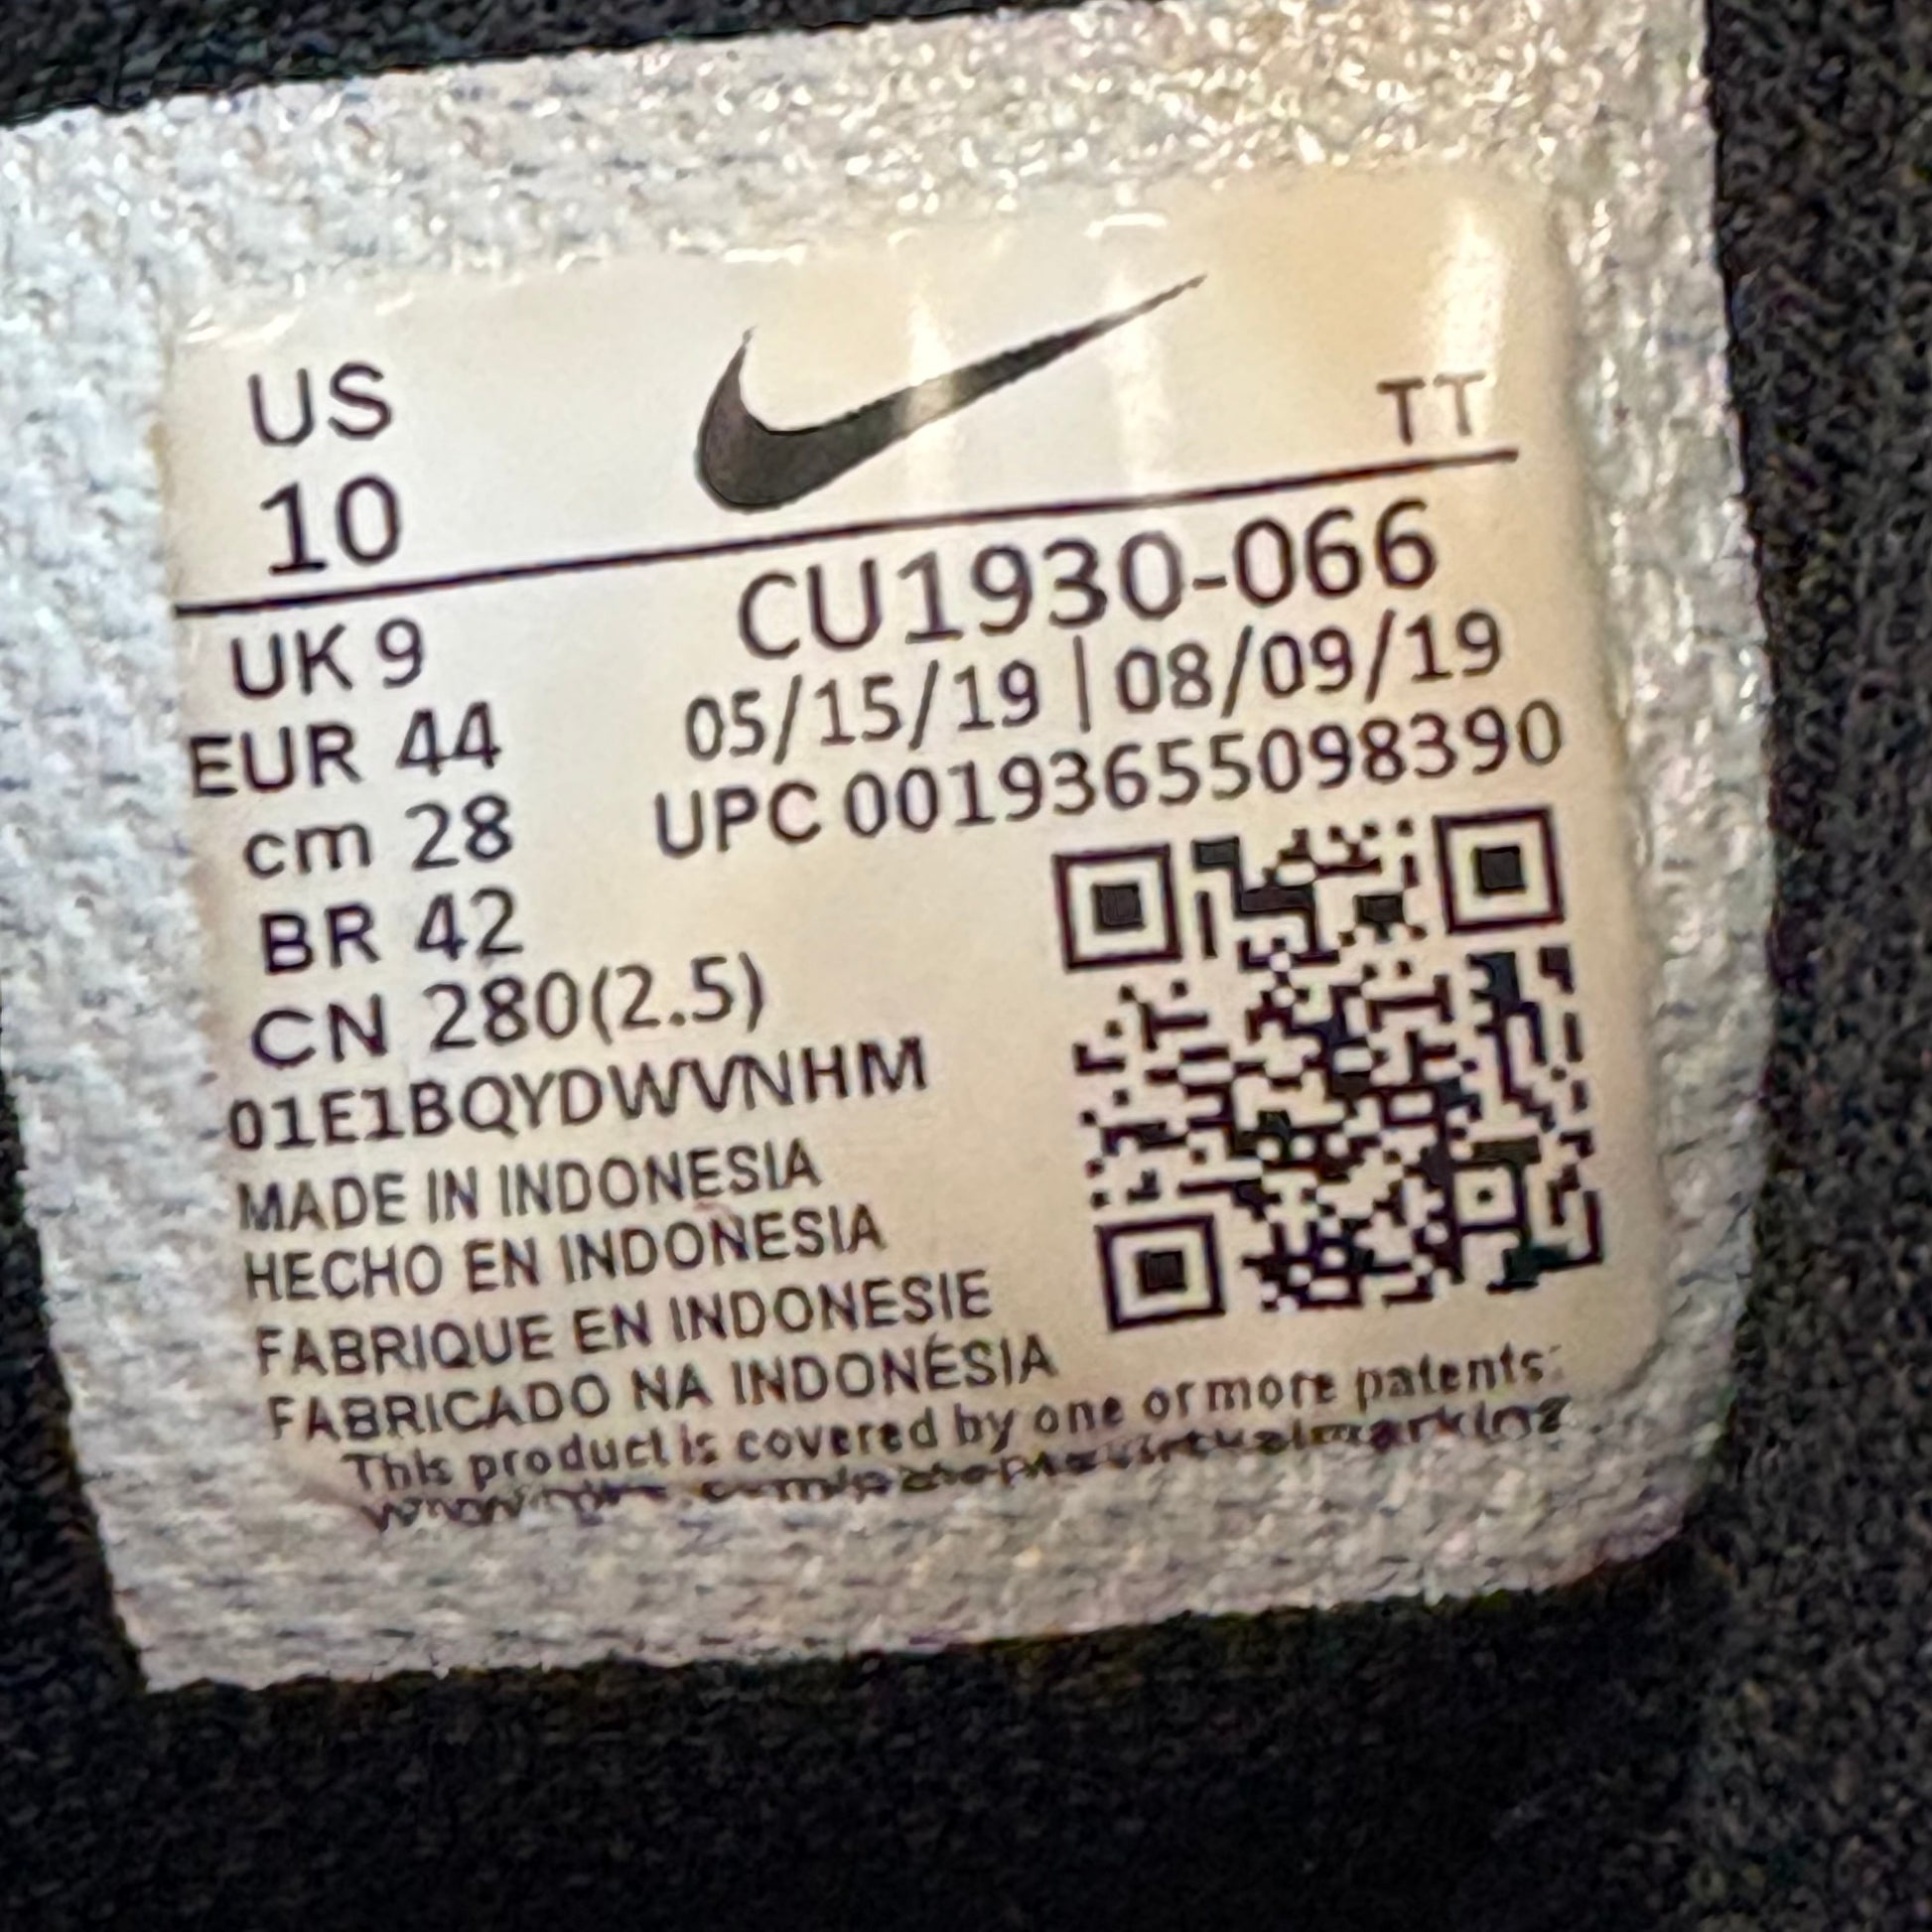 US
10
TT
UK 9
EUR 44
cm 28
BR 42
CN 280(2.5)
CU1930-066
05/15/19 | 08/09/19
UPC 00193655098390
01E1BQYDWVNHM
MADE IN INDONESIA
HECHO EN INDONESIA
FABRIQUE EN INDONESIE
FABRICADO NA INDONÉSIA
This product is covered by one or more patents: